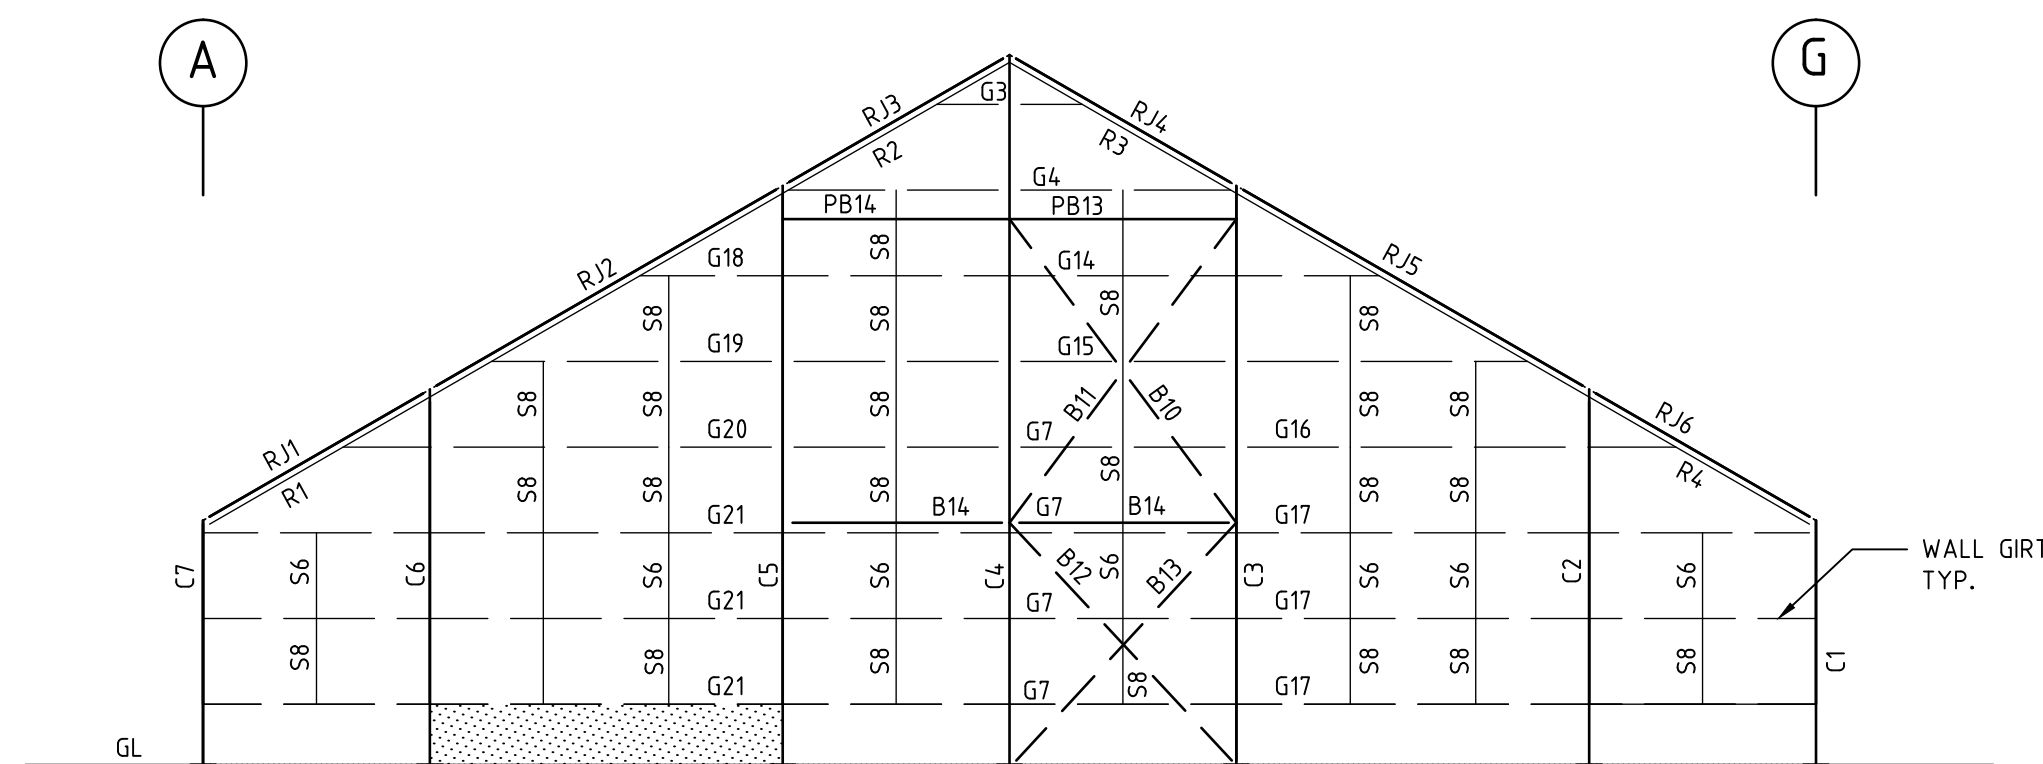 A
G
G3
RJ3
RJ4
R2
R3
G4
PB14
PB13
S8
G18
G14
RJ2
RJ5
S8
S8
S8
S8
G19
G15
S8
S8
S8
B11
B10
S8
S8
RJ1
G20
G7
G16
RJ6
R1
S8
S8
S8
S8
S8
S8
R4
G21
B14
G7
B14
G17
C7
S6
C6
S6
C5
S6
C4
B12
S6
B13
C3
S6
S6
C2
S6
WALL GIRT
TYP.
G21
G7
G17
S8
S8
S8
S8
S8
S8
S8
C1
G21
G7
G17
GL